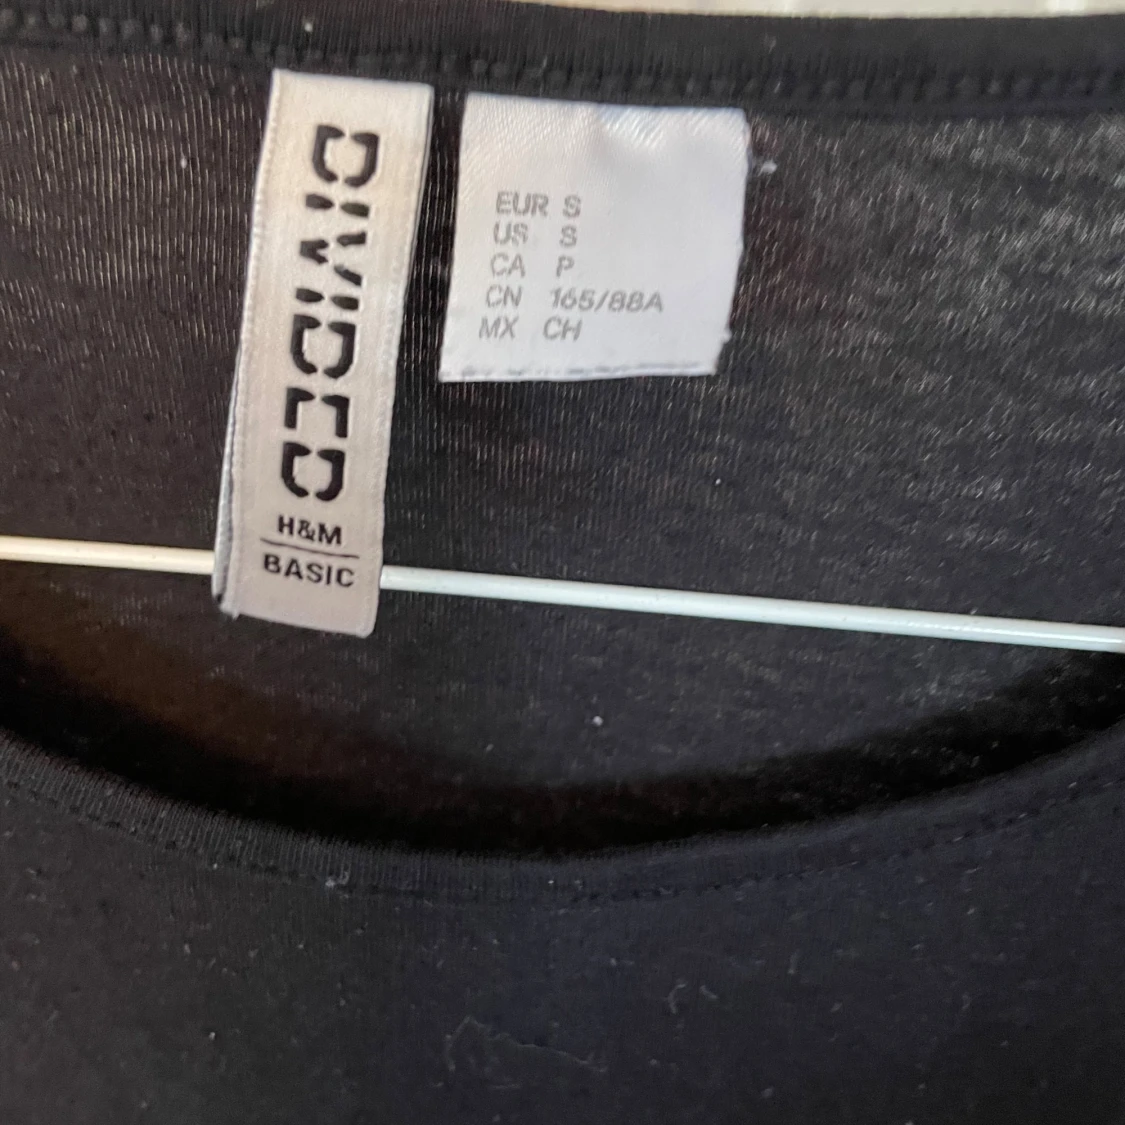 DIVIDED
H&M
BASIC
EUR S
US S
CA P
CN 165/88A
MX CH